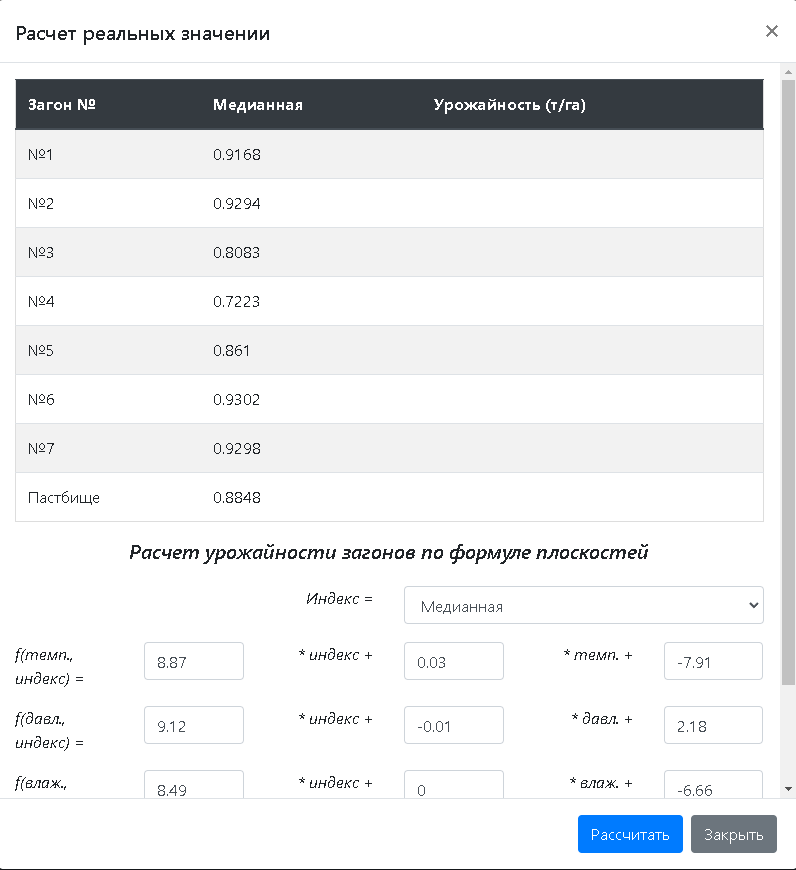 Расчет реальных значении
×
Загон № Медианная Урожайность (т/га)
№1 0.9168
№2 0.9294
№3 0.8083
№4 0.7223
№5 0.861
№6 0.9302
№7 0.9298
Пастбище 0.8848
Расчет урожайности загонов по формуле плоскостей
Индекс = Медианная
f(темп., индекс) = 8.87 * индекс + 0.03 * темп. + -7.91
f(давл., индекс) = 9.12 * индекс + -0.01 * давл. + 2.18
f(влаж., 8.49 * индекс + 0 * влаж. + -6.66
Рассчитать Закрыть